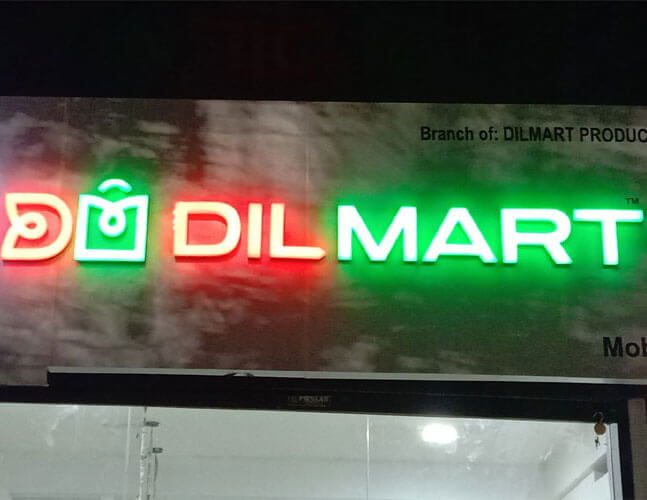 Branch of: DILMART PRODUC
DILMART™
Mob